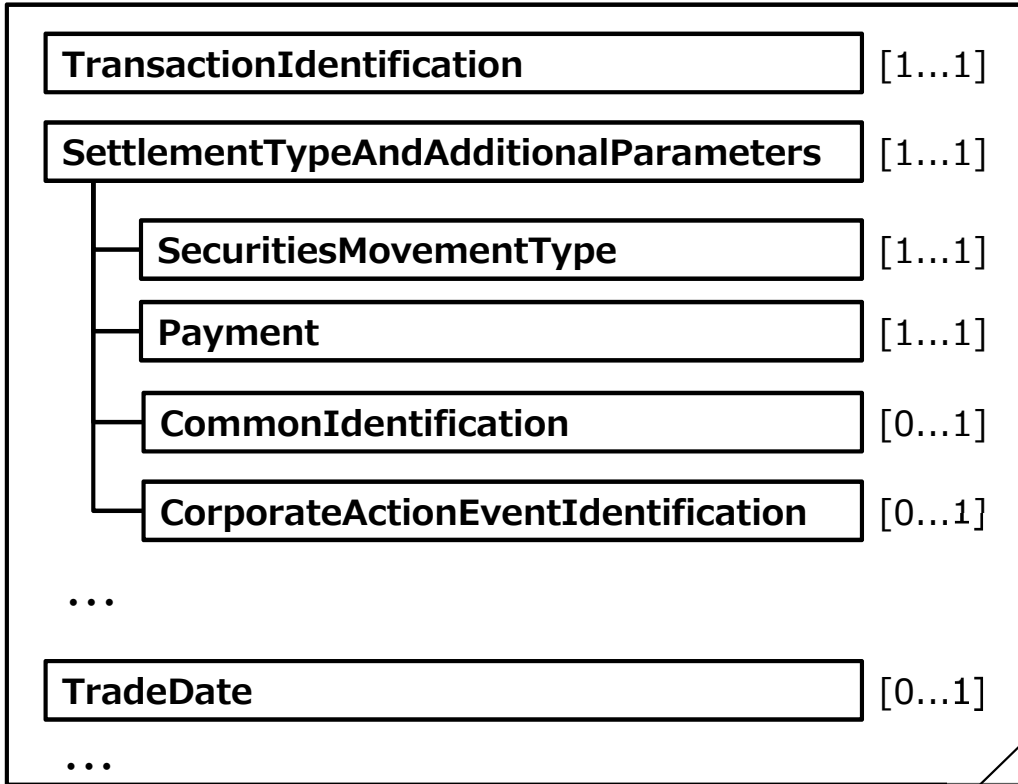 TransactionIdentification [1...1]
SettlementTypeAndAdditionalParameters [1...1]
SecuritiesMovementType [1...1]
Payment [1...1]
CommonIdentification [0...1]
CorporateActionEventIdentification [0...1]
...
TradeDate [0...1]
...